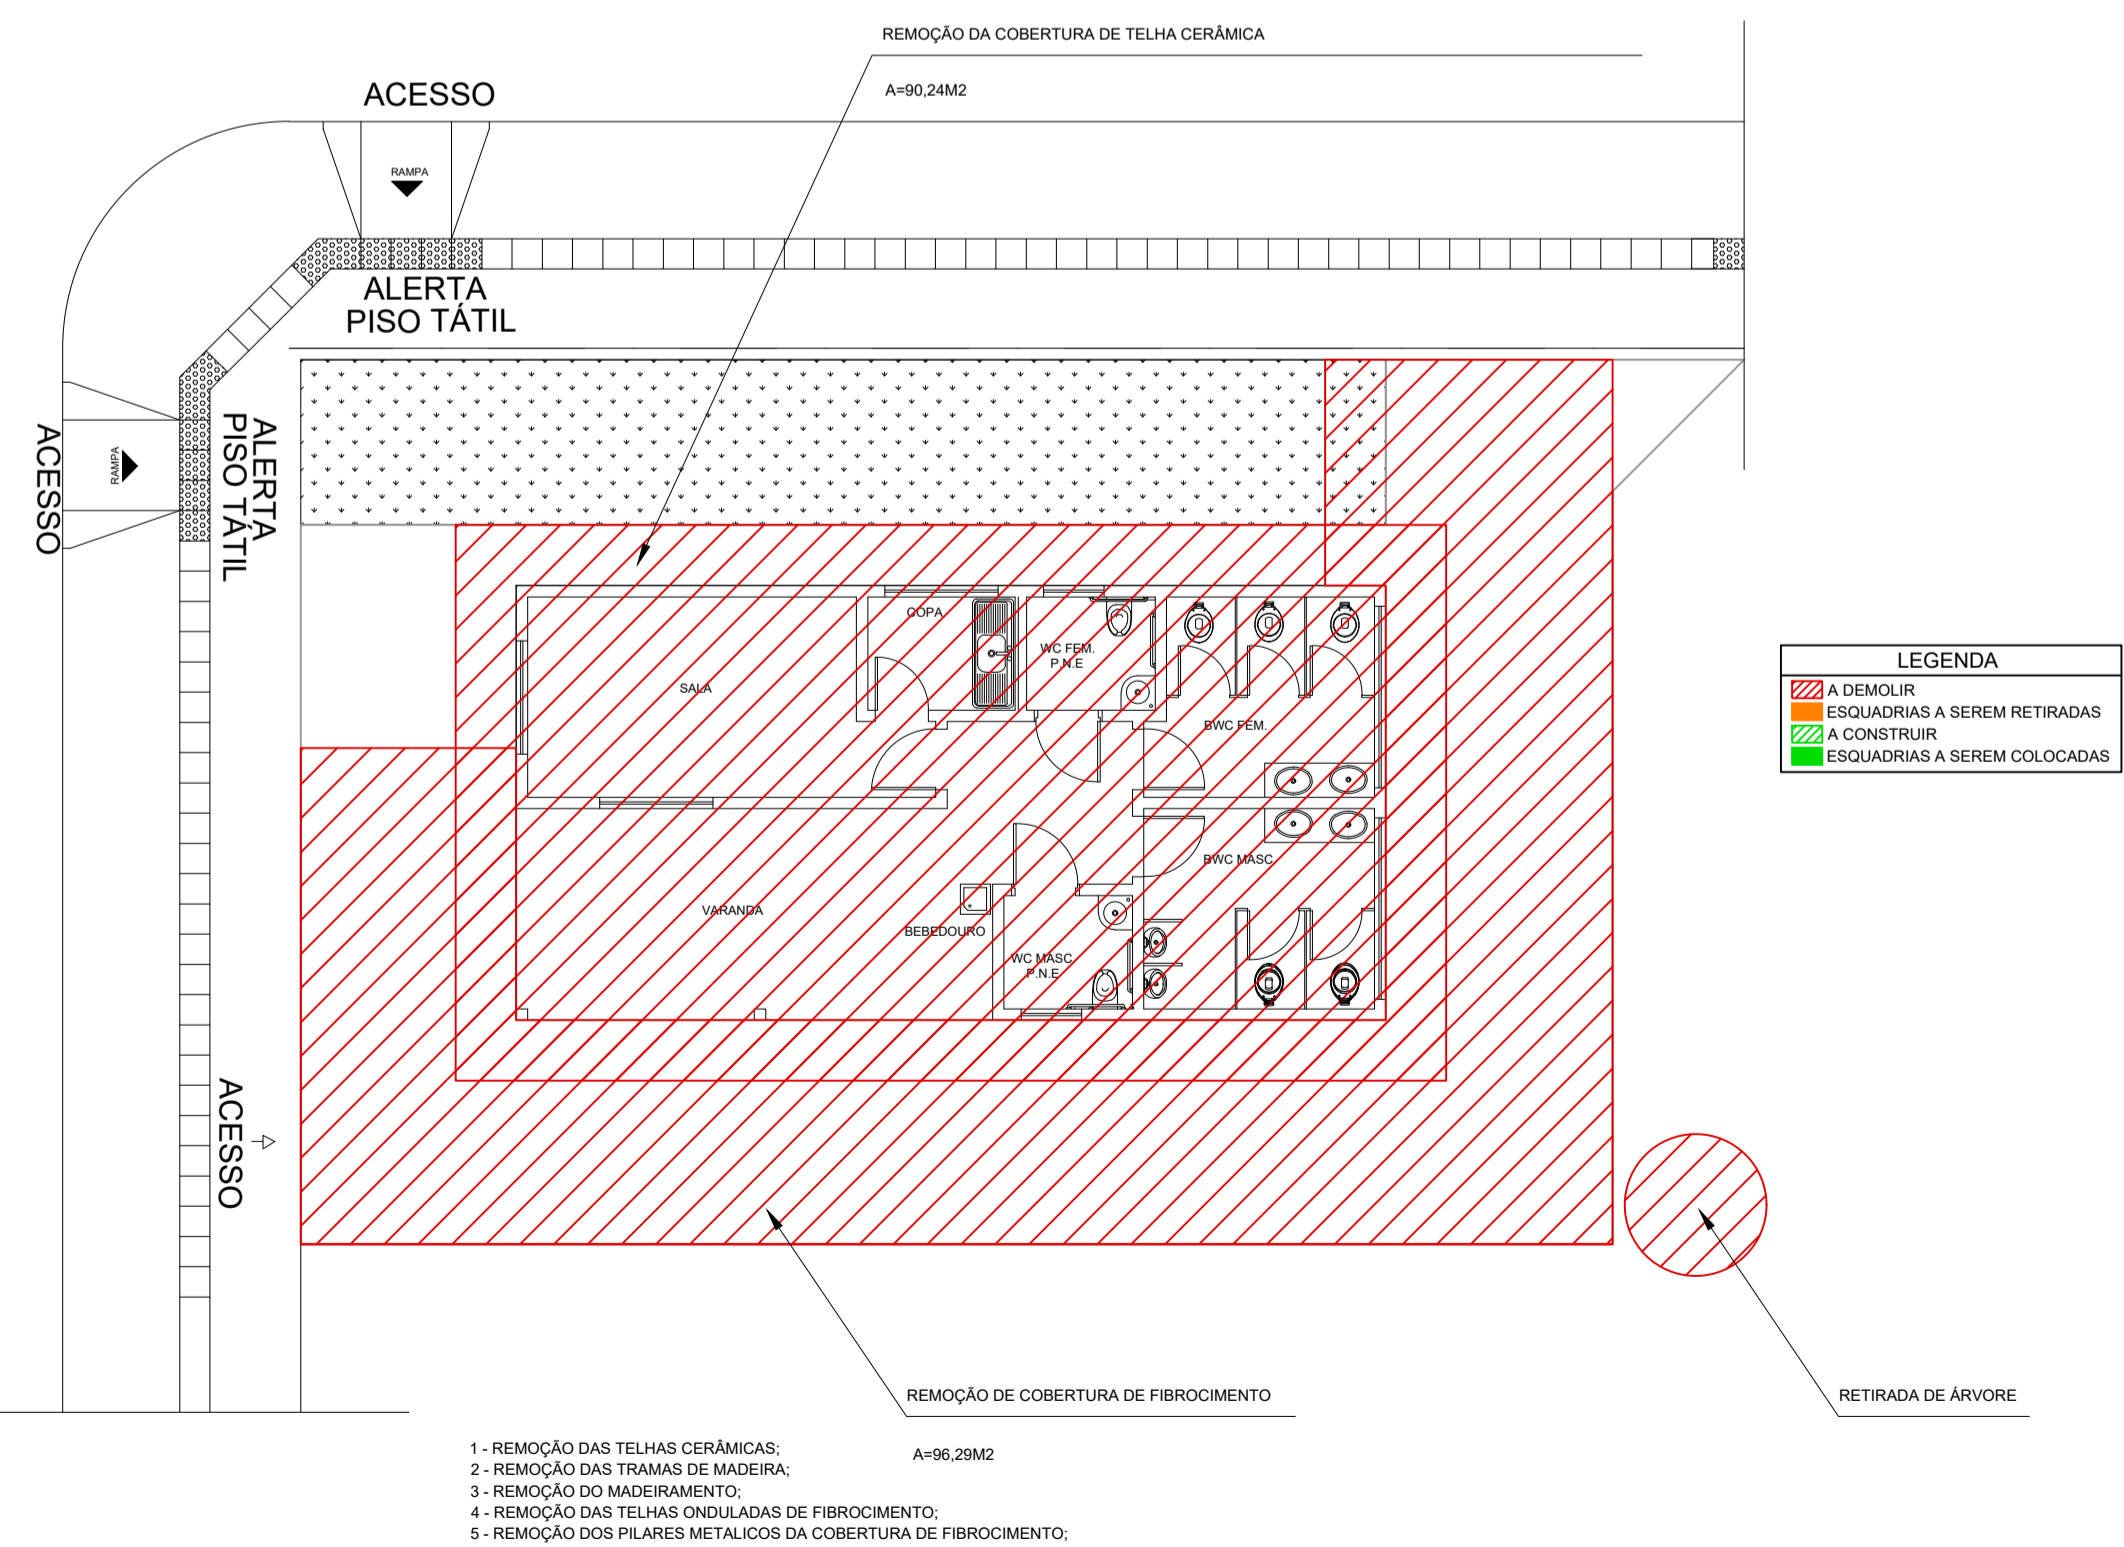 REMOÇÃO DA COBERTURA DE TELHA CERÂMICA
A=90,24M2
ACESSO
RAMPA
ALERTA
PISO TÁTIL
ACESSO
RAMPA
ALERTA
PISO TÁTIL
COPA
WC FEM.
P.N.E
SALA
BWC FEM.
LEGENDA
A DEMOLIR
ESQUADRIAS A SEREM RETIRADAS
A CONSTRUIR
ESQUADRIAS A SEREM COLOCADAS
BWC MASC
VARANDA
BEBEDOURO
WC MASC
P.N.E
ACESSO
REMOÇÃO DE COBERTURA DE FIBROCIMENTO
A=96,29M2
RETIRADA DE ÁRVORE
1 - REMOÇÃO DAS TELHAS CERÂMICAS;
2 - REMOÇÃO DAS TRAMAS DE MADEIRA;
3 - REMOÇÃO DO MADEIRAMENTO;
4 - REMOÇÃO DAS TELHAS ONDULADAS DE FIBROCIMENTO;
5 - REMOÇÃO DOS PILARES METALICOS DA COBERTURA DE FIBROCIMENTO;